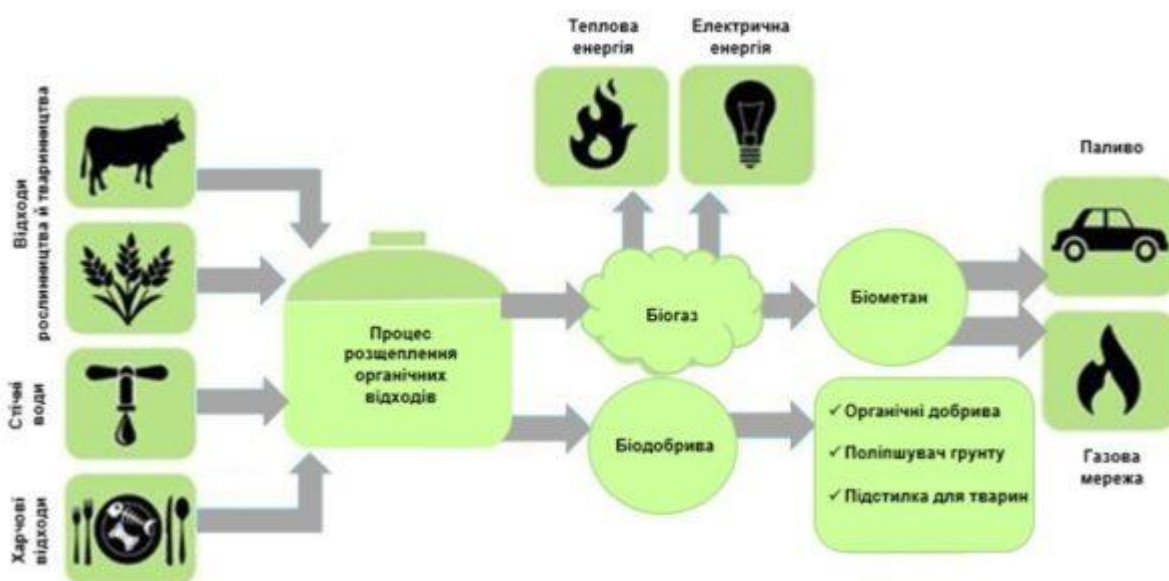 Теплова
енергія
Електрична
енергія
Відходи
рослинництва й тваринництва
Стічні
води
Харчові
відходи
Процес
розщеплення
органічних
відходів
Біогаз
Біодобрива
Біометан
✓ Органічні добрива
✓ Поліпшувач грунту
✓ Підстилка для тварин
Паливо
Газова
мережа